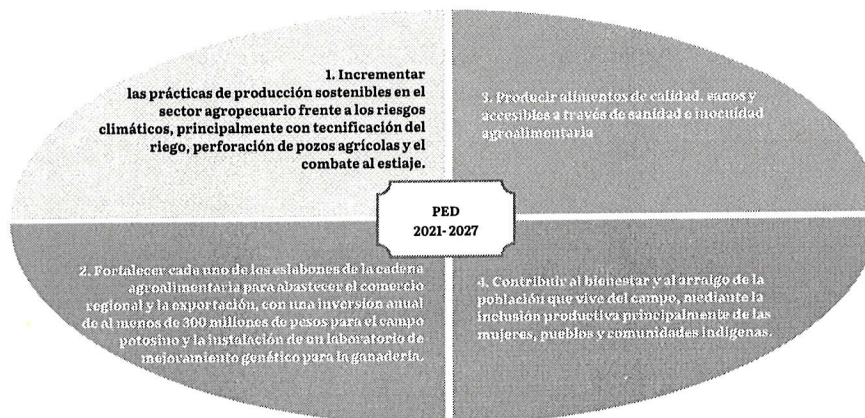 1. Incrementar
las prácticas de producción sostenibles en el
sector agropecuario frente a los riesgos
climáticos, principalmente con tecnificación del
riego, perforación de pozos agrícolas y el
combate al estiaje.
2. Fortalecer cada uno de los eslabones de la cadena
agroalimentaria para abastecer el comercio
regional y la exportación, con una inversión anual
de al menos de 300 millones de pesos para el campo
potosino y la instalación de un laboratorio de
mejoramiento genético para la ganadería.
3. Producir alimentos de calidad, sanos y
accesibles a través de sanidad e inocuidad
agroalimentaria
4. Contribuir al bienestar y al arraigo de la
población que vive del campo, mediante la
inclusión productiva principalmente de las
mujeres, pueblos y comunidades indígenas.
PED
2021-2027